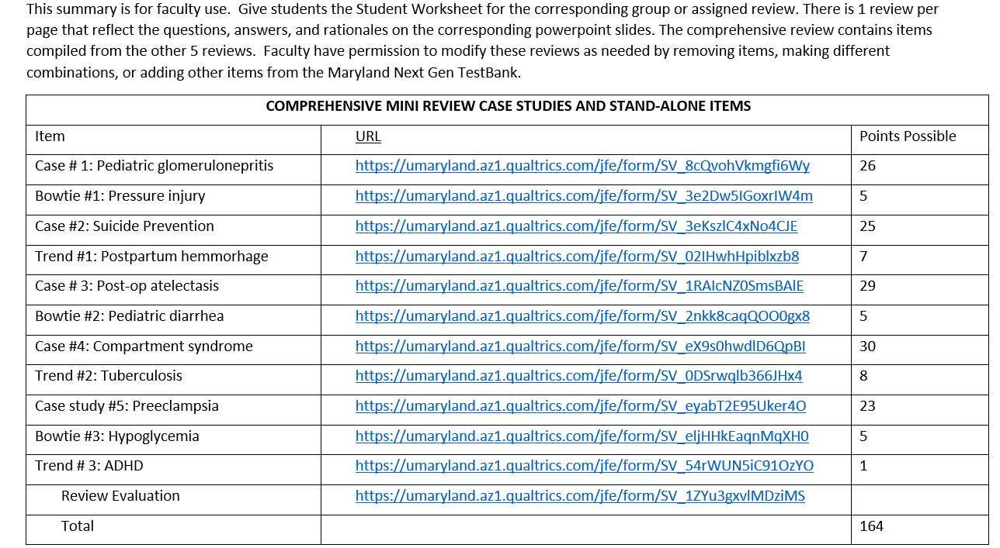 This summary is for faculty use.  Give students the Student Worksheet for the corresponding group or assigned review. There is 1 review per
page that reflect the questions, answers, and rationales on the corresponding powerpoint slides. The comprehensive review contains items
compiled from the other 5 reviews.  Faculty have permission to modify these reviews as needed by removing items, making different
combinations, or adding other items from the Maryland Next Gen TestBank.
COMPREHENSIVE MINI REVIEW CASE STUDIES AND STAND-ALONE ITEMS
Item URL Points Possible
Case # 1: Pediatric glomerulonepritis https://umaryland.az1.qualtrics.com/jfe/form/SV_8cQvohVkmgfi6Wy 26
Bowtie #1: Pressure injury https://umaryland.az1.qualtrics.com/jfe/form/SV_3e2Dw5IGoxrIW4m 5
Case #2: Suicide Prevention https://umaryland.az1.qualtrics.com/jfe/form/SV_3eKszlC4xNo4CJE 25
Trend #1: Postpartum hemmorhage https://umaryland.az1.qualtrics.com/jfe/form/SV_02IHwhHpiblxzb8 7
Case # 3: Post-op atelectasis https://umaryland.az1.qualtrics.com/jfe/form/SV_1RAIcNZ0SmsBAlE 29
Bowtie #2: Pediatric diarrhea https://umaryland.az1.qualtrics.com/jfe/form/SV_2nkk8caqQOO0gx8 5
Case #4: Compartment syndrome https://umaryland.az1.qualtrics.com/jfe/form/SV_eX9s0hwdlD6QpBI 30
Trend #2: Tuberculosis https://umaryland.az1.qualtrics.com/jfe/form/SV_0DSrwqlb366JHx4 8
Case study #5: Preeclampsia https://umaryland.az1.qualtrics.com/jfe/form/SV_eyabT2E95Uker4O 23
Bowtie #3: Hypoglycemia https://umaryland.az1.qualtrics.com/jfe/form/SV_eljHHkEaqnMqXH0 5
Trend # 3: ADHD https://umaryland.az1.qualtrics.com/jfe/form/SV_54rWUN5iC91OzYO 1
Review Evaluation https://umaryland.az1.qualtrics.com/jfe/form/SV_1ZYu3gxvlMDziMS
Total 164